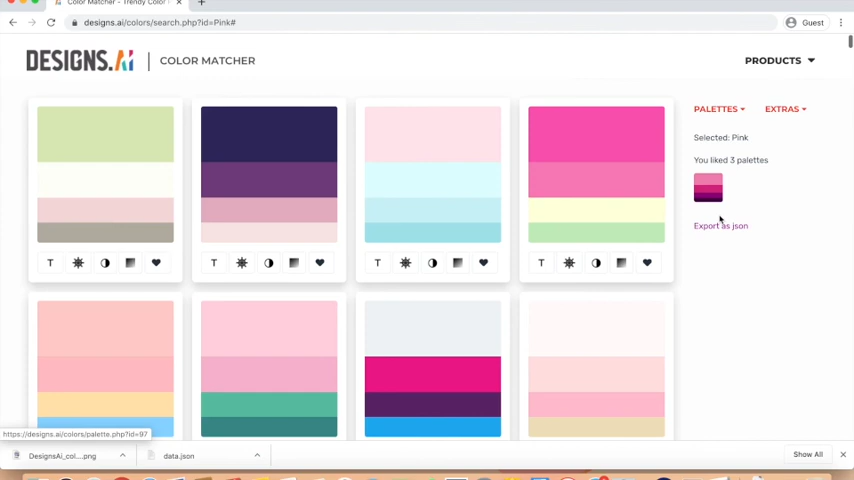 Color Matcher - Trendy Color
designs.ai/colors/search.php?id=Pink#
Guest
DESIGNS.Ai
COLOR MATCHER
PRODUCTS
PALETTES
EXTRAS
Selected: Pink
You liked 3 palettes
Export as json
T
T
T
T
https://designs.ai/colors/palette.php?id=97
DesignsAi_col....png
data.json
Show All